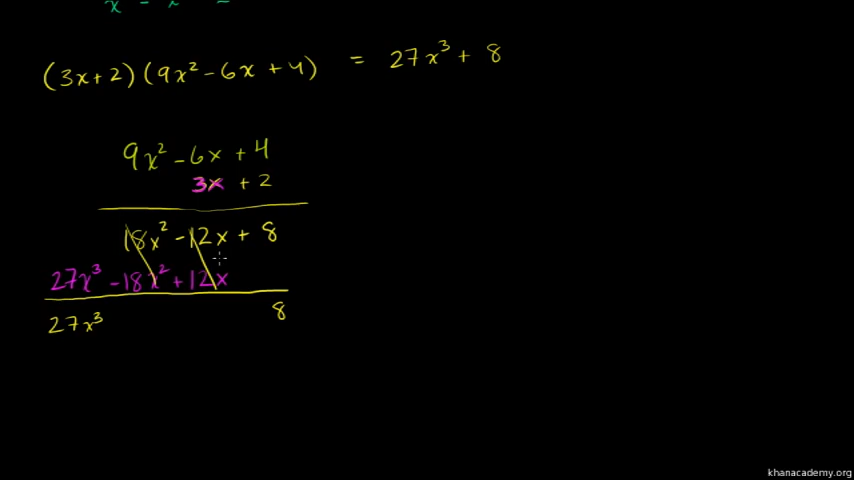 (3x+2)(9x² - 6x + 4) = 27x³ + 8
9x² - 6x + 4
3x + 2
18x² - 12x + 8
27x³ - 18x² + 12x
27x³ 8
khanacademy.org